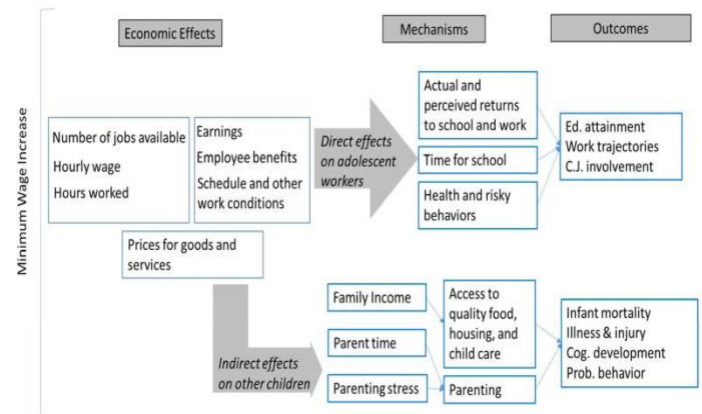 Economic Effects
Mechanisms
Outcomes
Minimum Wage Increase
Number of jobs available
Hourly wage
Hours worked
Earnings
Employee benefits
Schedule and other
work conditions
Prices for goods and
services
Direct effects
on adolescent
workers
Actual and
perceived returns
to school and work
Time for school
Health and risky
behaviors
Ed. attainment
Work trajectories
C.J. involvement
Indirect effects
on other children
Family Income
Parent time
Parenting stress
Access to
quality food,
housing, and
child care
Parenting
Infant mortality
Illness & injury
Cog. development
Prob. behavior